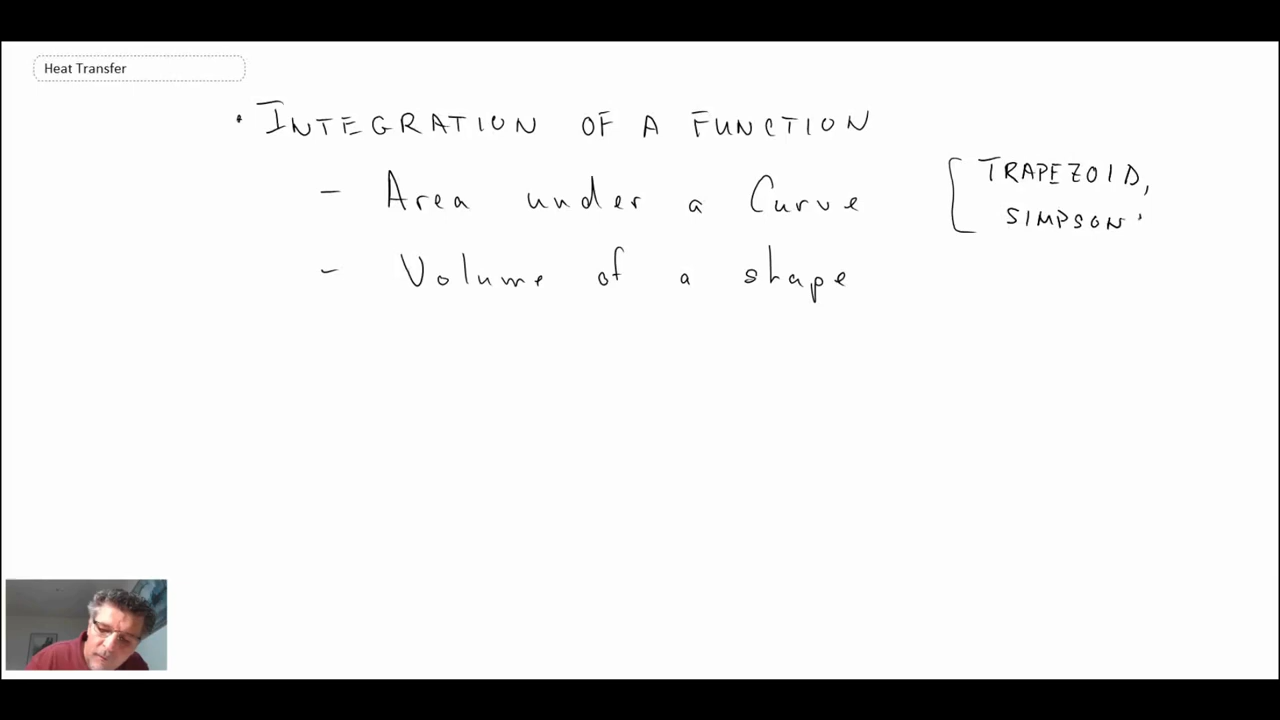 Heat Transfer
• INTEGRATION OF A FUNCTION
- Area under a Curve
[ TRAPEZOID,
SIMPSON '
- Volume of a shape